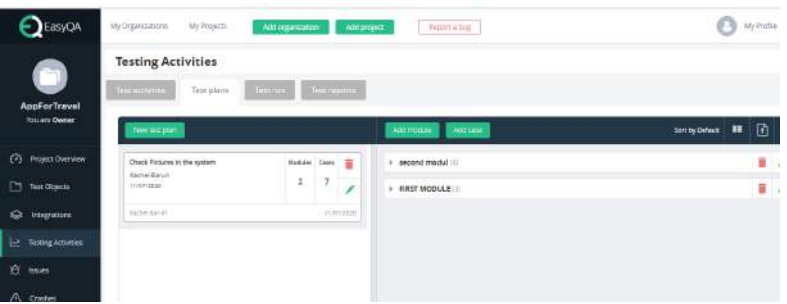 EasyQA
My Organizations My Projects Add organization Add project Report a bug My Profile
Testing Activities
Test activities Test plans Test run Test reports
AppForTravel
You are Owner
New test plan Add module Add case Sort by Default
Check Pictures in the system Modules Cases
2 7
second modul (4)
FIRST MODULE (3)
Project Overview
Test Objects
Integrations
Testing Activities
Issues
Crashes